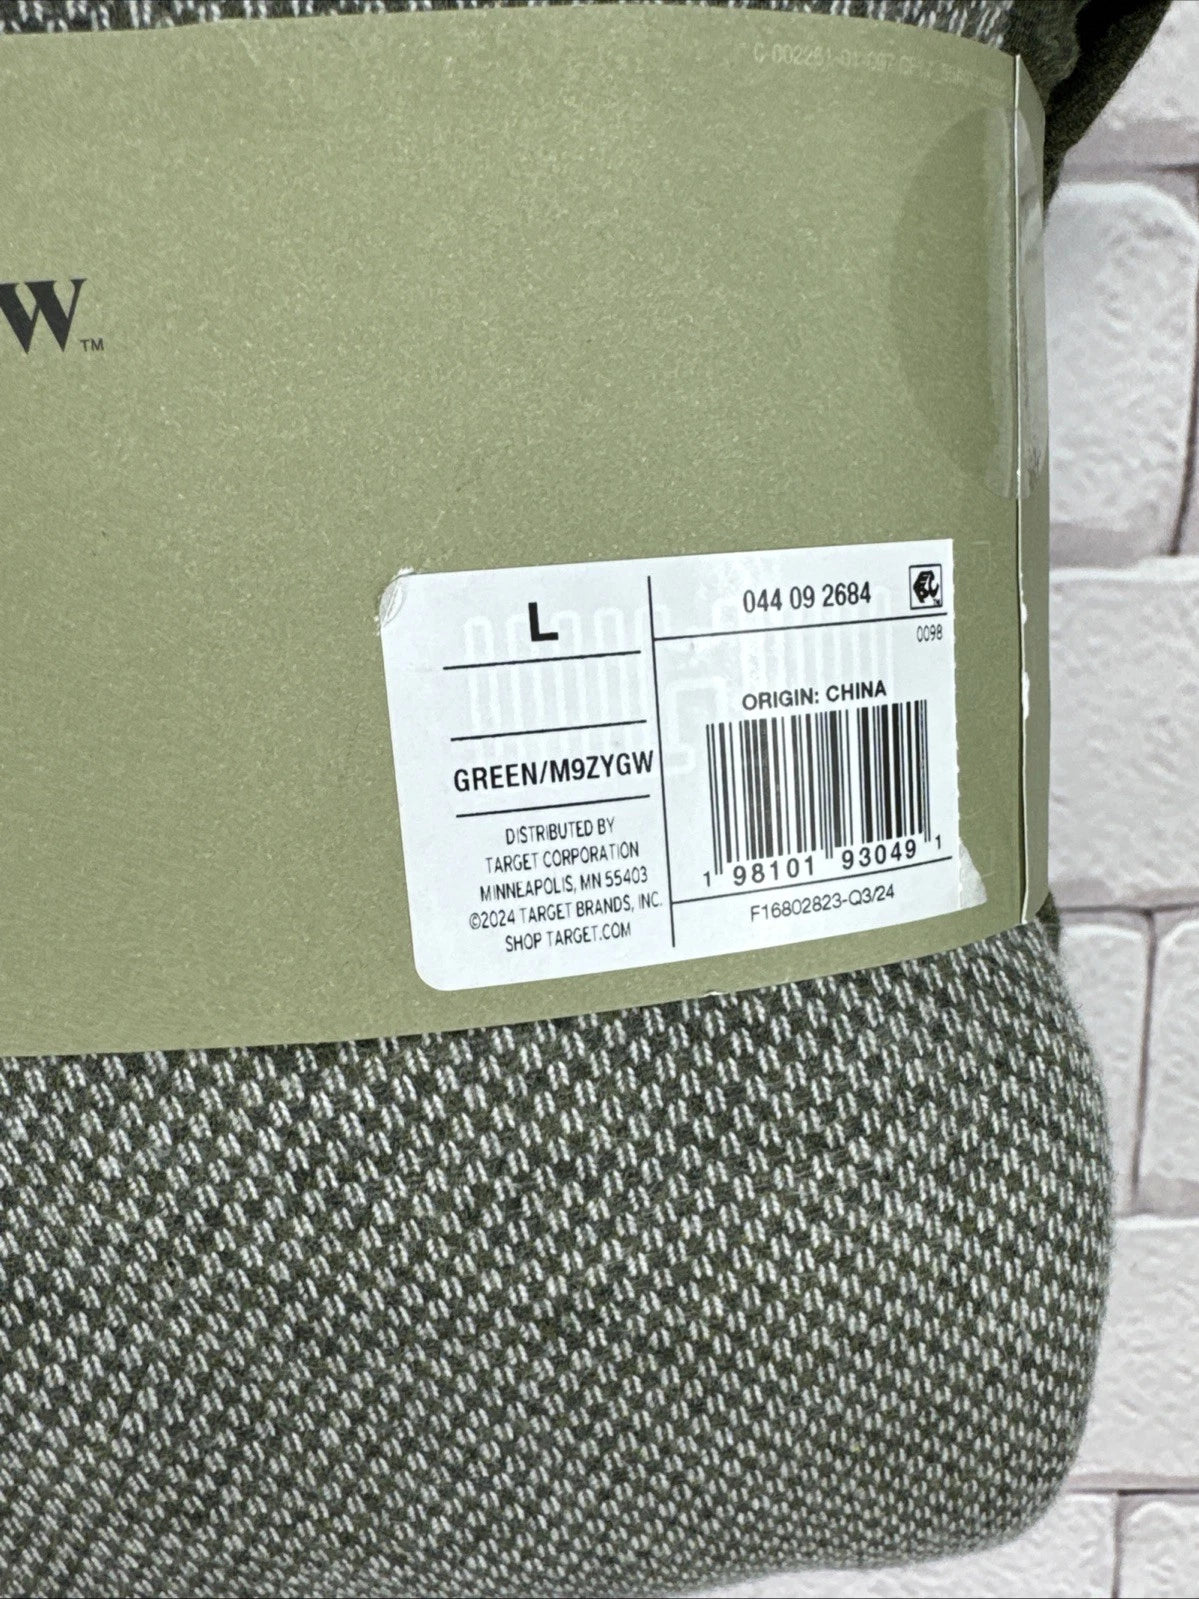 W™
L
GREEN/M9ZYGW
DISTRIBUTED BY
TARGET CORPORATION
MINNEAPOLIS, MN 55403
©2024 TARGET BRANDS, INC.
SHOP TARGET.COM
044 09 2684
0098
ORIGIN: CHINA
1 98101 93049 1
F16802823-Q3/24